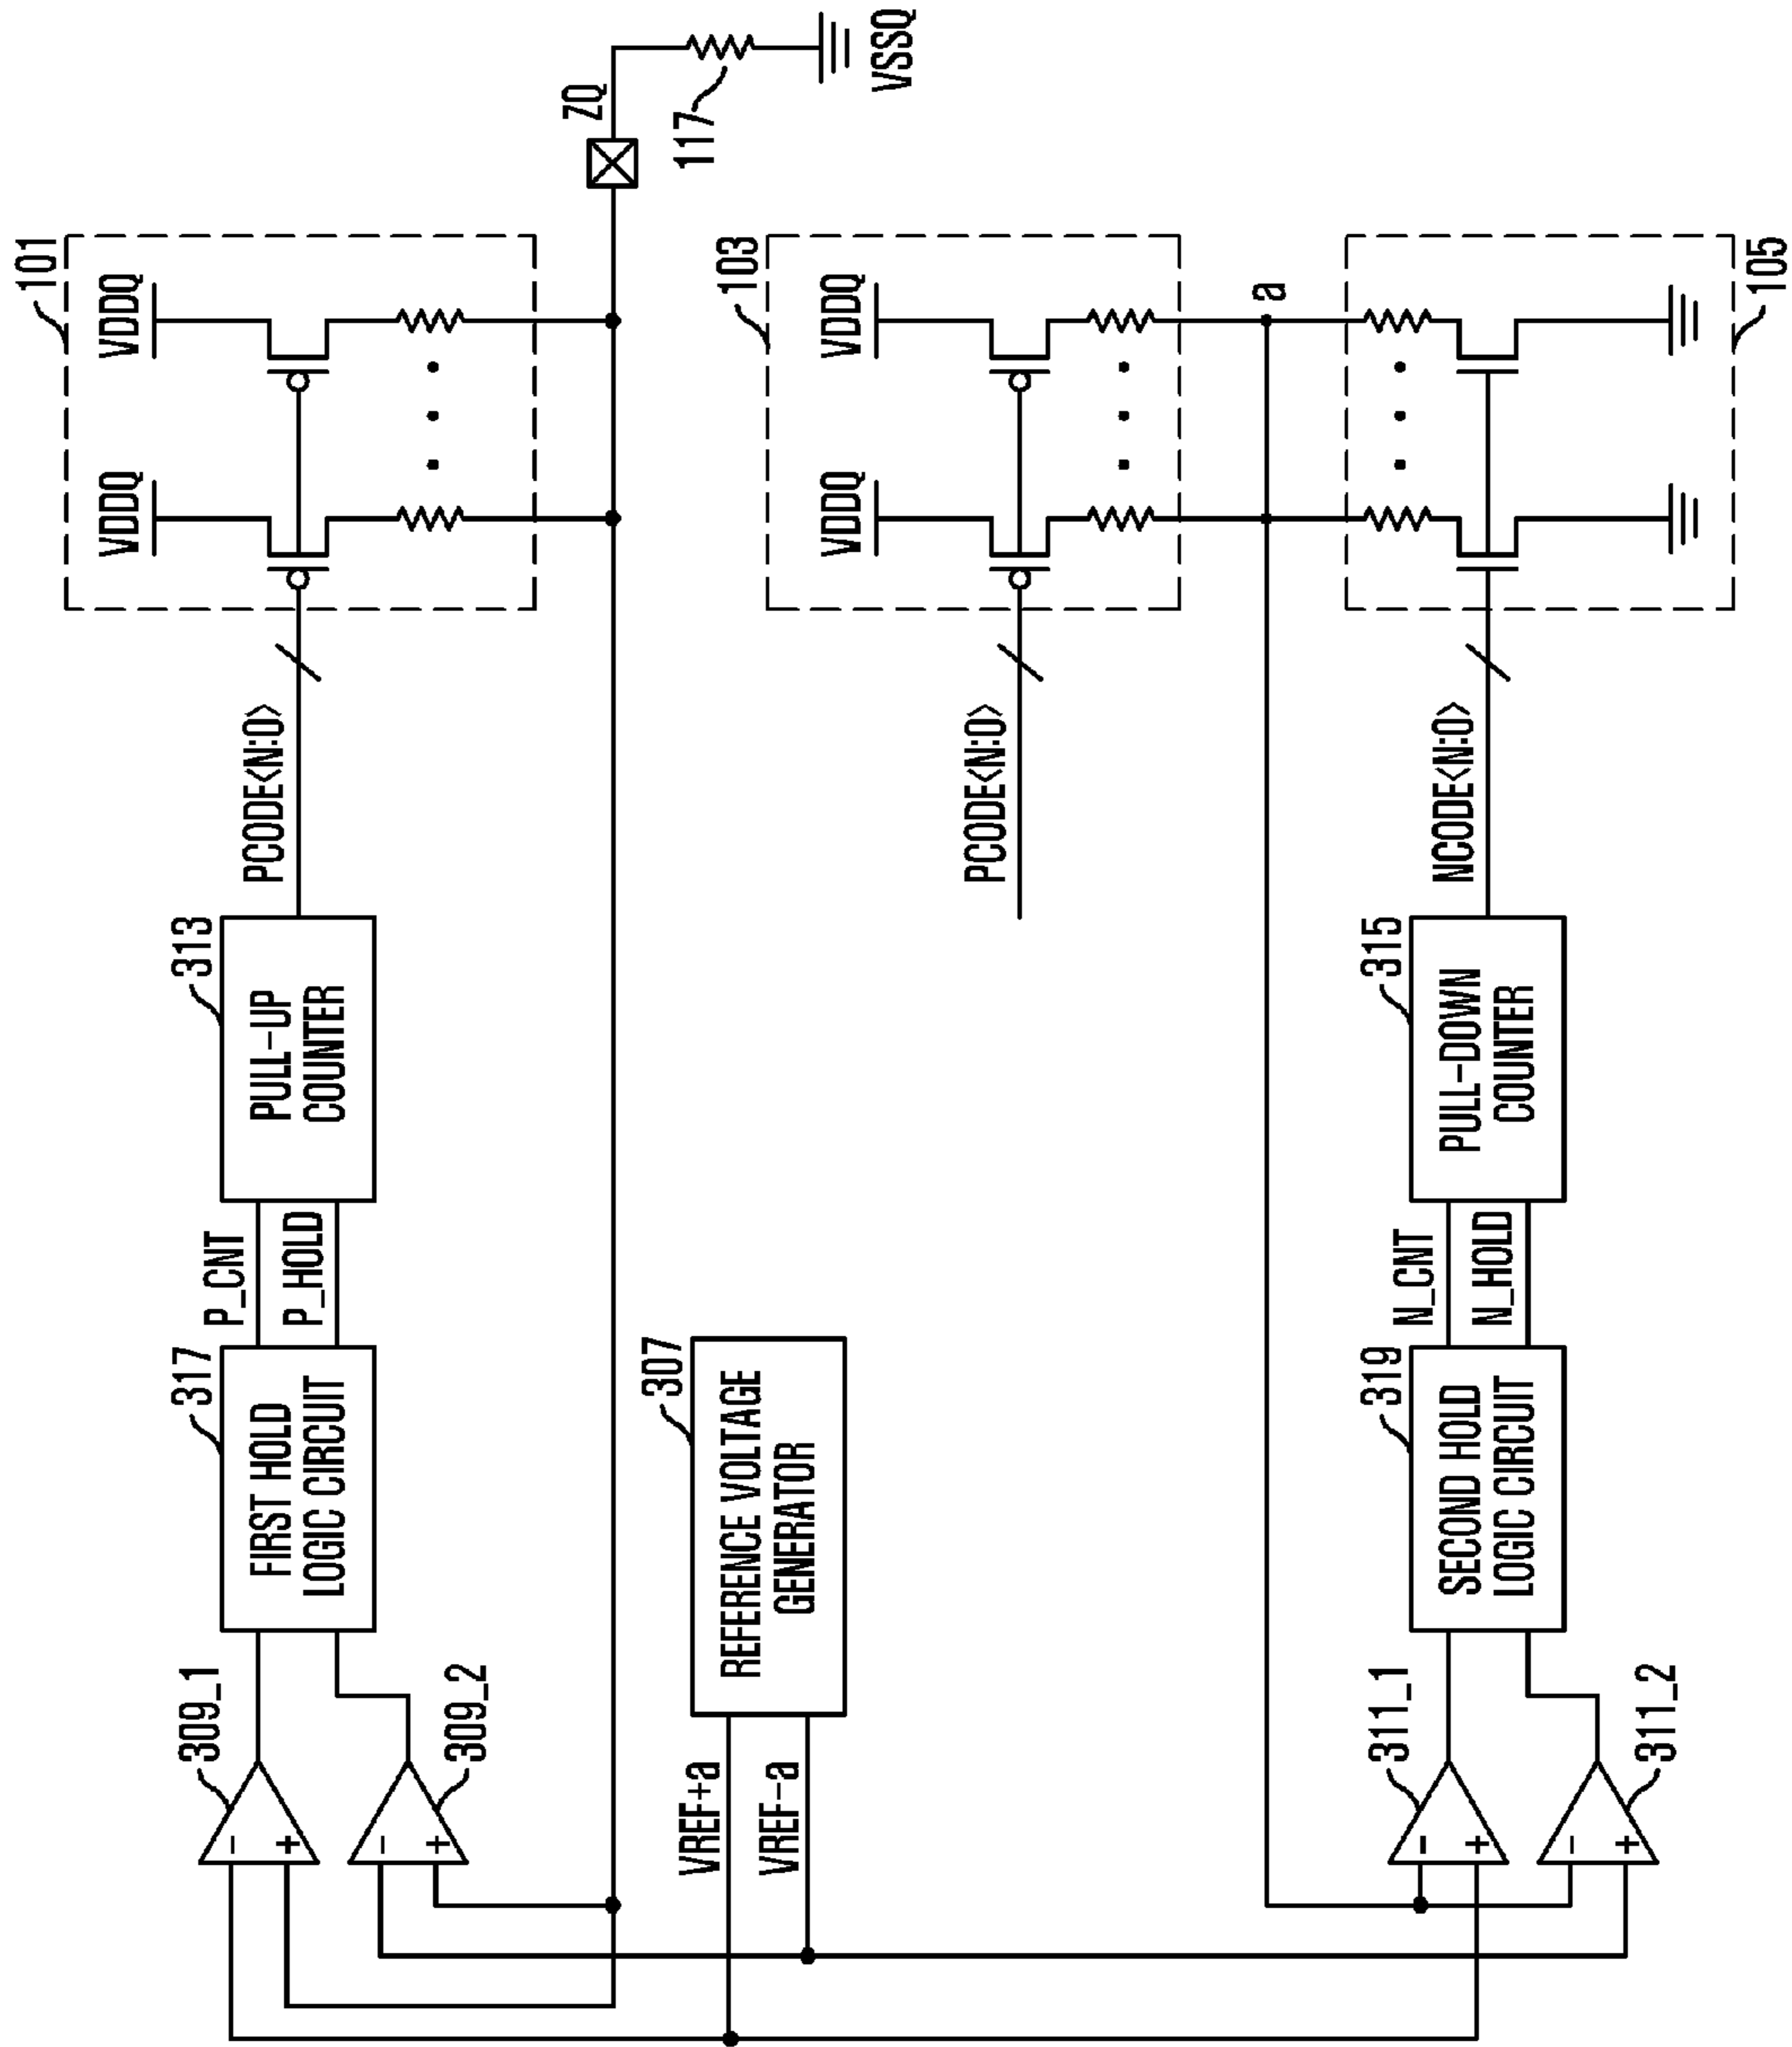 309_1
309_2
317
FIRST HOLD
LOGIC CIRCUIT
P_CNT
P_HOLD
313
PULL-UP
COUNTER
PCODE<N:0>
101
VDDQ
VDDQ
ZQ
117
VSSQ
VREF+a
VREF-a
307
REFERENCE VOLTAGE
GENERATOR
PCODE<N:0>
103
VDDQ
VDDQ
a
311_1
311_2
319
SECOND HOLD
LOGIC CIRCUIT
N_CNT
N_HOLD
315
PULL-DOWN
COUNTER
NCODE<N:0>
105